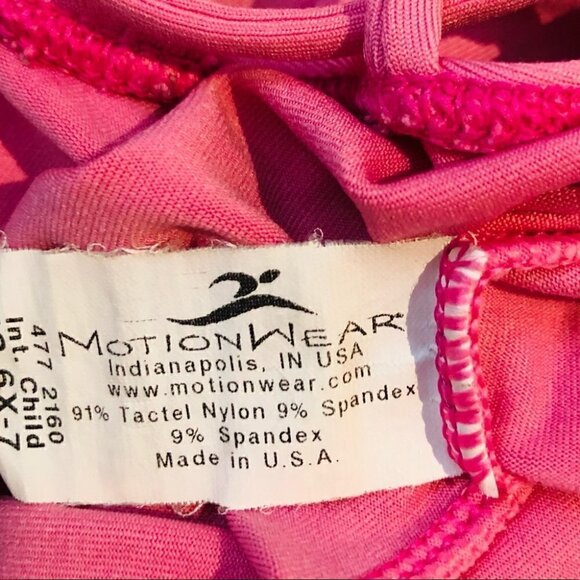 MOTIONWEAR
Indianapolis, IN USA
www.motionwear.com
91% Tactel Nylon 9% Spandex
9% Spandex
Made in U.S.A.
477 2160
Int. Child
6X-7